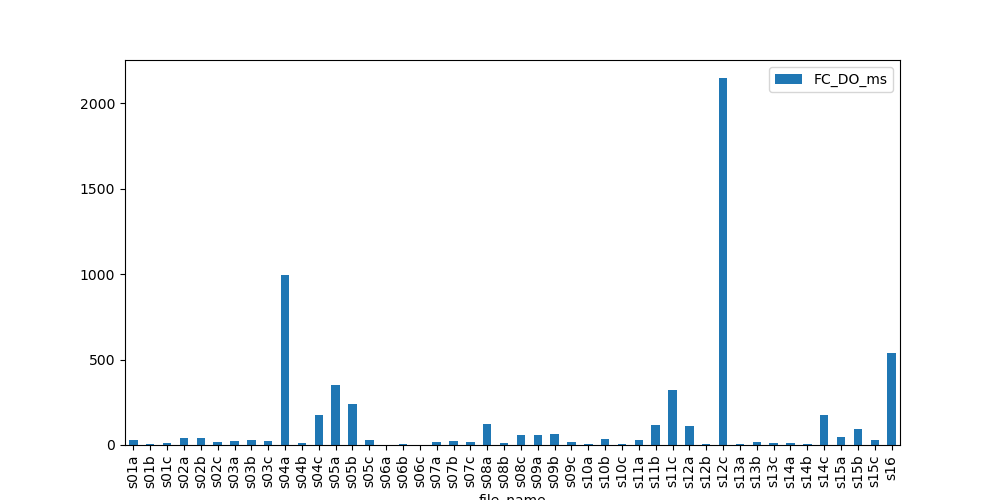 FC_DO_ms
2000
1500
1000
500
0
s01a
s01b
s01c
s02a
s02b
s02c
s03a
s03b
s03c
s04a
s04b
s04c
s05a
s05b
s05c
s06a
s06b
s06c
s07a
s07b
s07c
s08a
s08b
s08c
s09a
s09b
s09c
s10a
s10b
s10c
s11a
s11b
s11c
s12a
s12b
s12c
s13a
s13b
s13c
s14a
s14b
s14c
s15a
s15b
s15c
s16
file_name